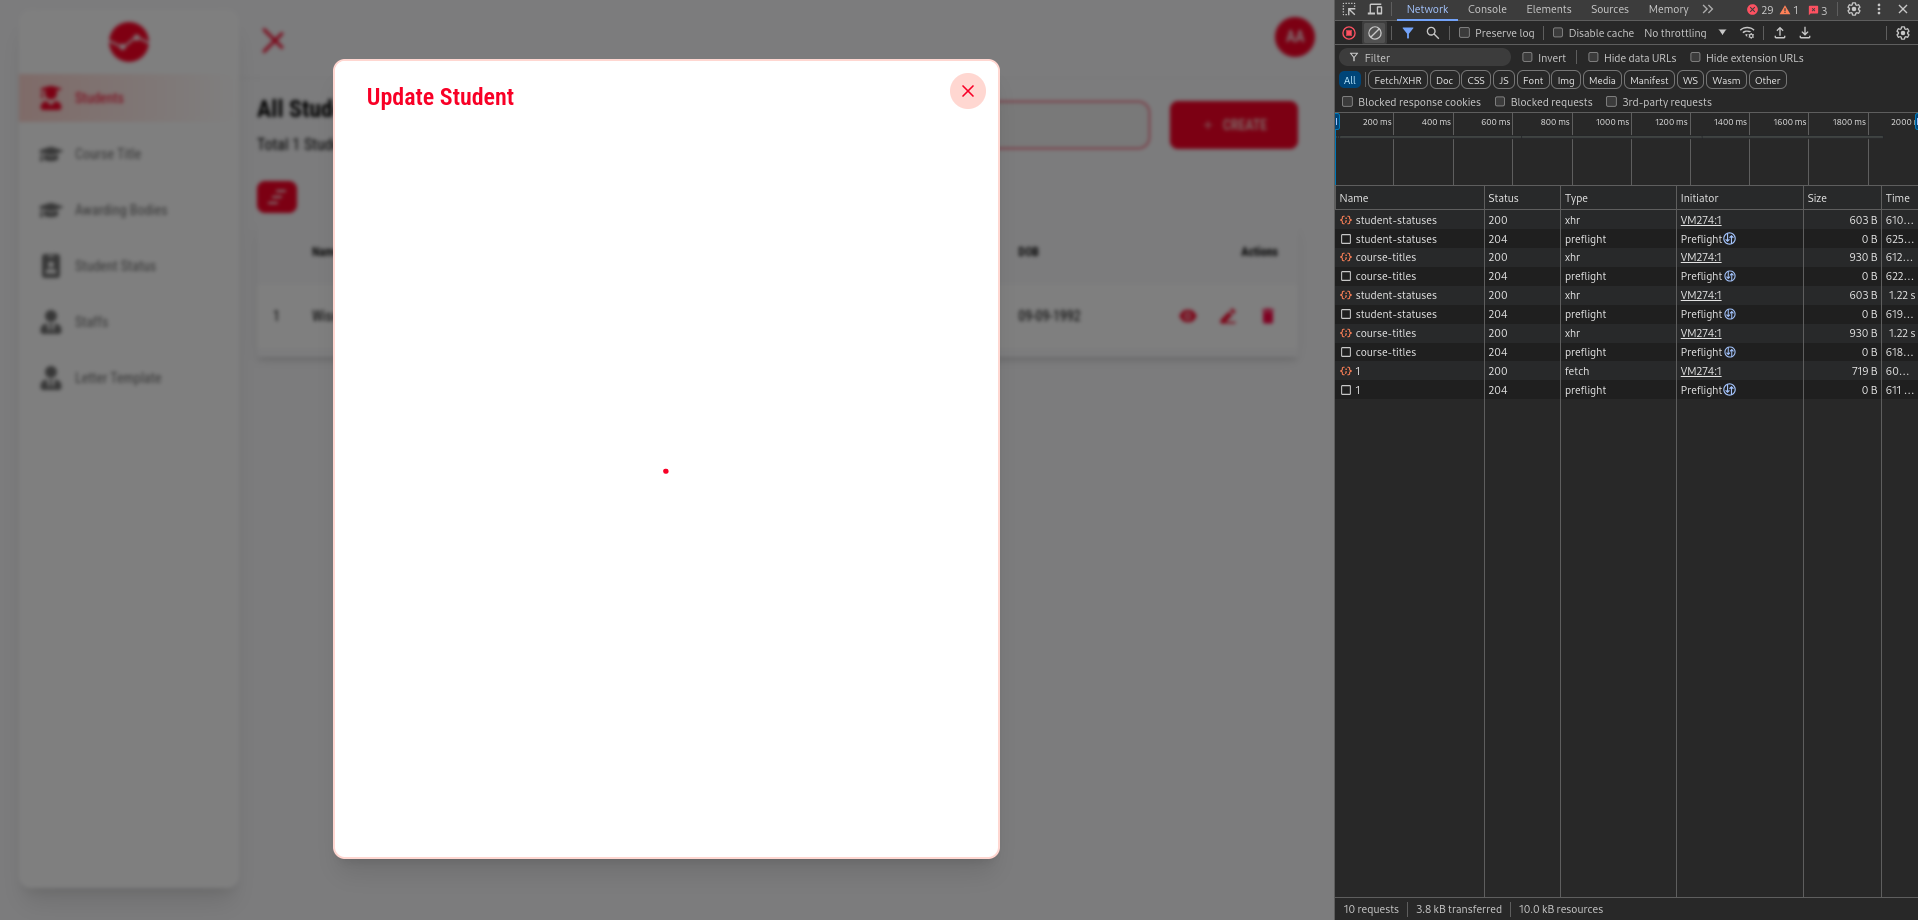 AA
Students
Course Title
Awarding Bodies
Student Status
Staffs
Letter Template
All Stud
Total 1 Stude
+ CREATE
DOB
Actions
1
09-09-1992
Update Student
Network Console Elements Sources Memory 29 1 3
Preserve log Disable cache No throttling
Filter Invert Hide data URLs Hide extension URLs
All Fetch/XHR Doc CSS JS Font Img Media Manifest WS Wasm Other
Blocked response cookies Blocked requests 3rd-party requests
200 ms 400 ms 600 ms 800 ms 1000 ms 1200 ms 1400 ms 1600 ms 1800 ms 2000
Name Status Type Initiator Size Time
student-statuses 200 xhr VM274:1 603 B 610...
student-statuses 204 preflight Preflight 0 B 625...
course-titles 200 xhr VM274:1 930 B 612...
course-titles 204 preflight Preflight 0 B 622...
student-statuses 200 xhr VM274:1 603 B 1.22 s
student-statuses 204 preflight Preflight 0 B 619...
course-titles 200 xhr VM274:1 930 B 1.22 s
course-titles 204 preflight Preflight 0 B 618...
1 200 fetch VM274:1 719 B 60...
1 204 preflight Preflight 0 B 611 ...
10 requests 3.8 kB transferred 10.0 kB resources